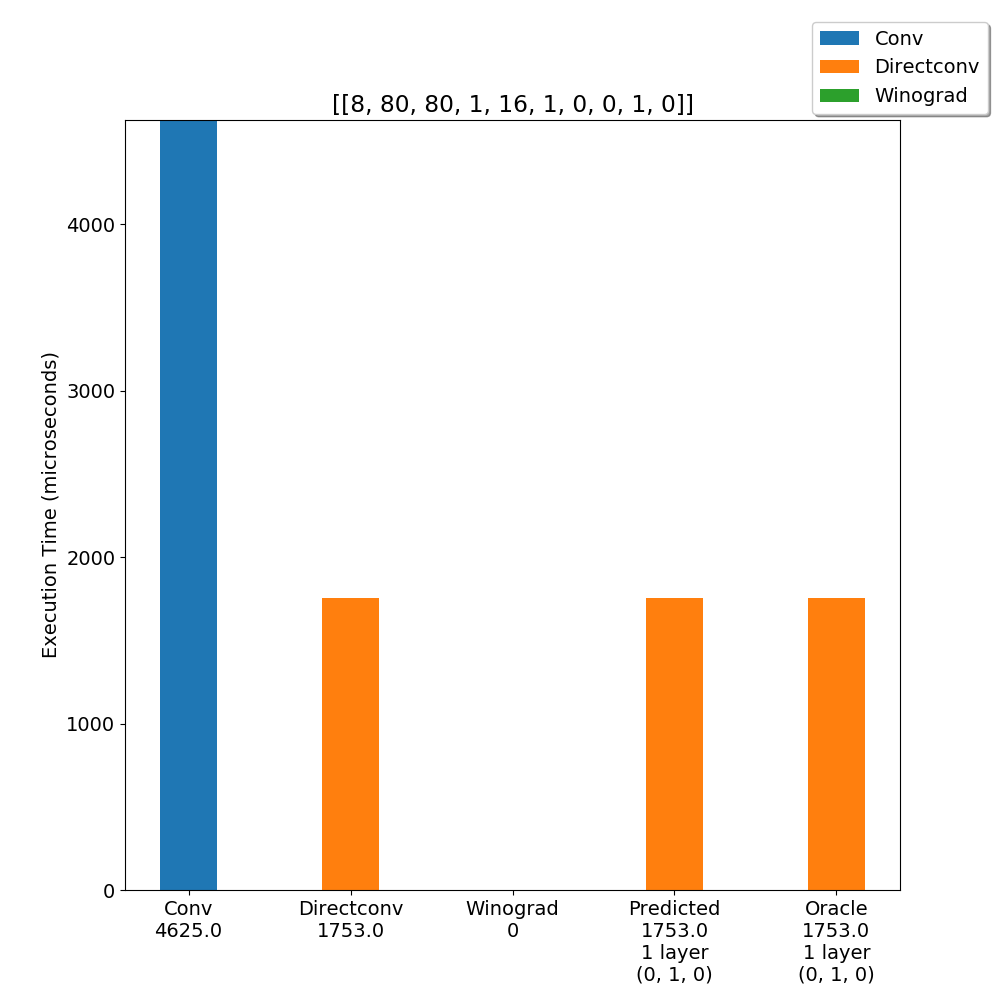 Conv
Directconv
Winograd
[[8, 80, 80, 1, 16, 1, 0, 0, 1, 0]]
Execution Time (microseconds)
4000
3000
2000
1000
0
Conv
4625.0
Directconv
1753.0
Winograd
0
Predicted
1753.0
1 layer
(0, 1, 0)
Oracle
1753.0
1 layer
(0, 1, 0)